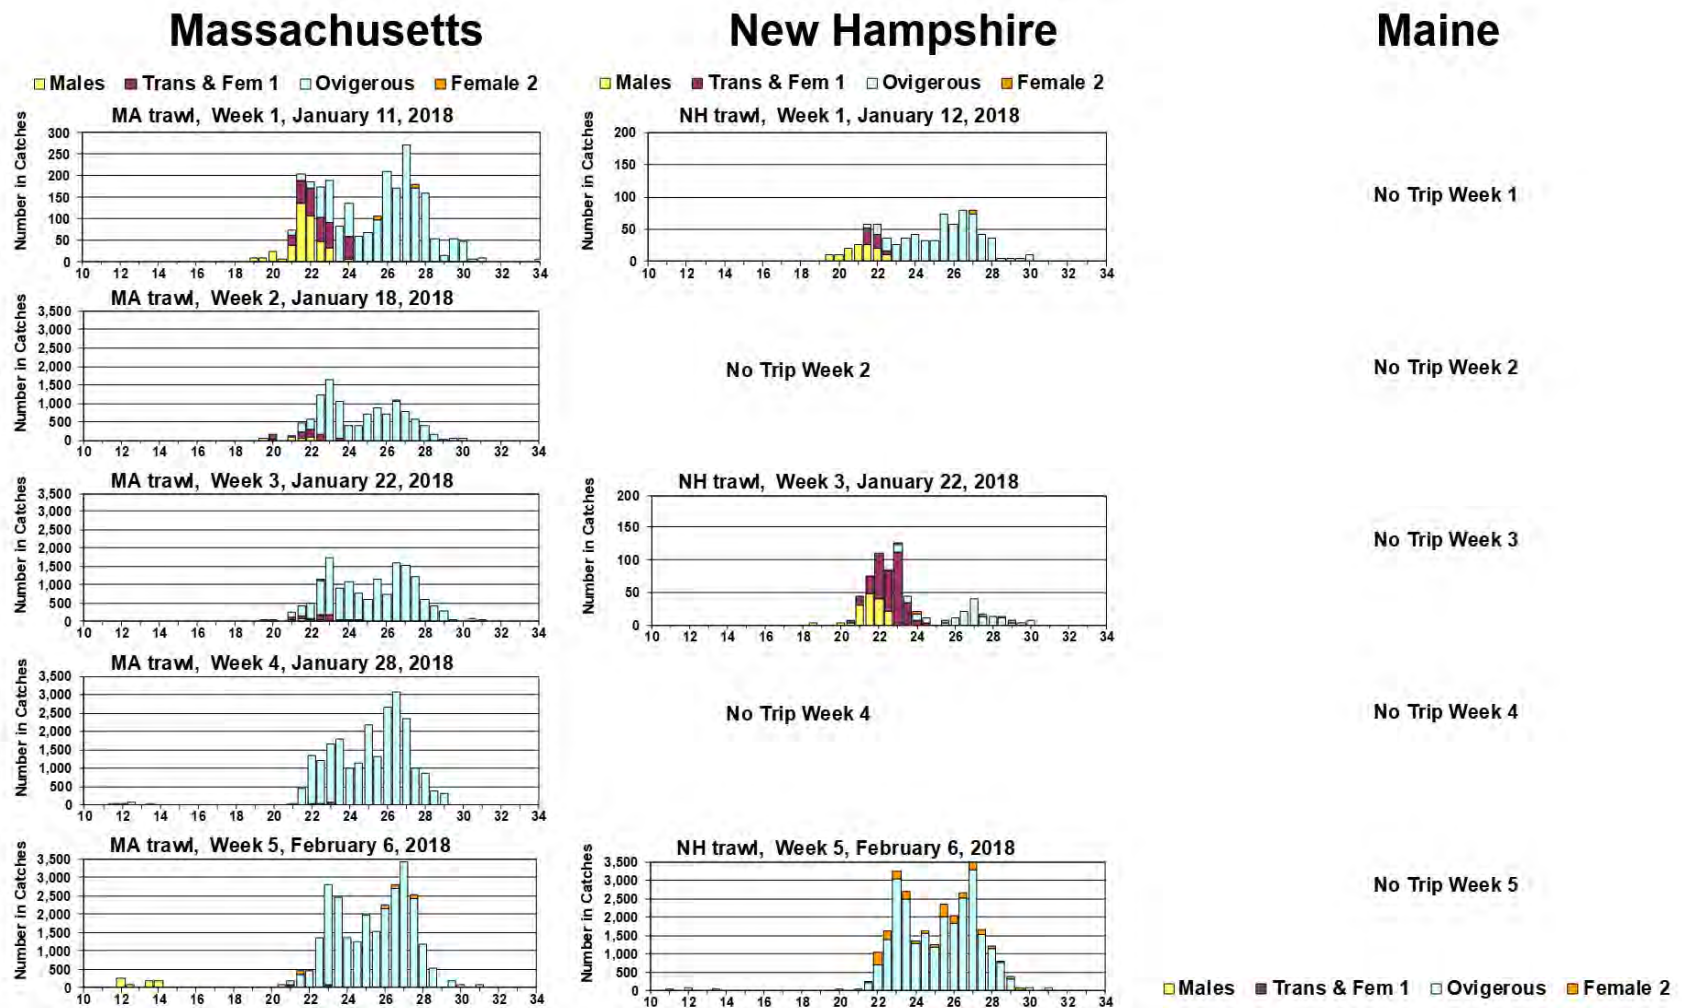 Massachusetts New Hampshire Maine
Males Trans & Fem 1 Ovigerous Female 2
Males Trans & Fem 1 Ovigerous Female 2
MA trawl, Week 1, January 11, 2018
Number in Catches
300
250
200
150
100
50
0
10 12 14 16 18 20 22 24 26 28 30 32 34
NH trawl, Week 1, January 12, 2018
Number in Catches
200
150
100
50
0
10 12 14 16 18 20 22 24 26 28 30 32 34
No Trip Week 1
MA trawl, Week 2, January 18, 2018
Number in Catches
3,500
3,000
2,500
2,000
1,500
1,000
500
0
10 12 14 16 18 20 22 24 26 28 30 32 34
No Trip Week 2
No Trip Week 2
MA trawl, Week 3, January 22, 2018
Number in Catches
3,500
3,000
2,500
2,000
1,500
1,000
500
0
10 12 14 16 18 20 22 24 26 28 30 32 34
NH trawl, Week 3, January 22, 2018
Number in Catches
200
150
100
50
0
10 12 14 16 18 20 22 24 26 28 30 32 34
No Trip Week 3
MA trawl, Week 4, January 28, 2018
Number in Catches
3,500
3,000
2,500
2,000
1,500
1,000
500
0
10 12 14 16 18 20 22 24 26 28 30 32 34
No Trip Week 4
No Trip Week 4
MA trawl, Week 5, February 6, 2018
Number in Catches
3,500
3,000
2,500
2,000
1,500
1,000
500
0
10 12 14 16 18 20 22 24 26 28 30 32 34
NH trawl, Week 5, February 6, 2018
Number in Catches
3,500
3,000
2,500
2,000
1,500
1,000
500
0
10 12 14 16 18 20 22 24 26 28 30 32 34
No Trip Week 5
Males Trans & Fem 1 Ovigerous Female 2